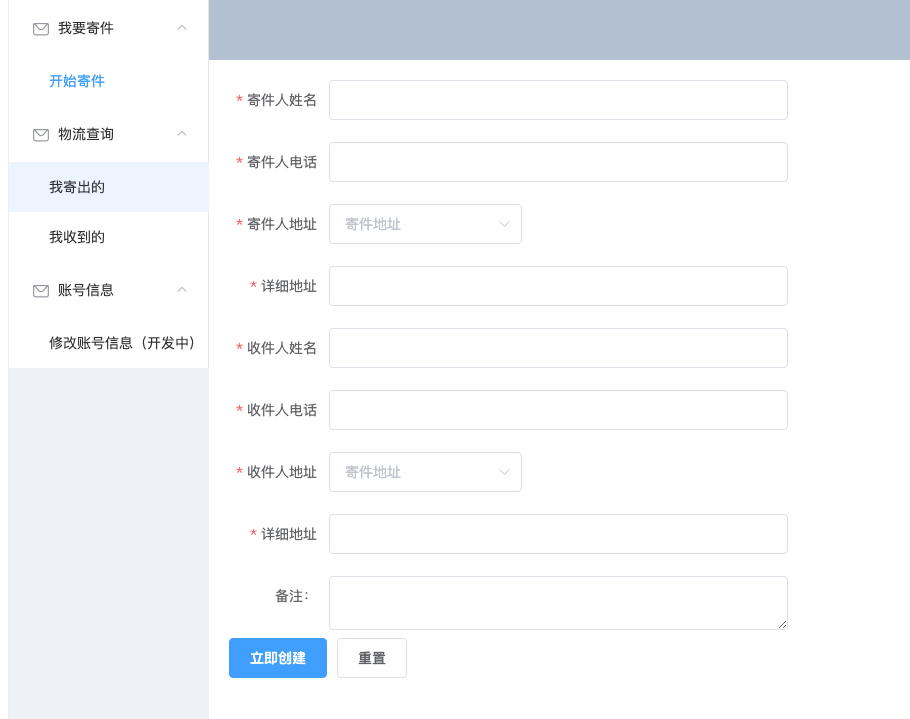 我要寄件
开始寄件
物流查询
我寄出的
我收到的
账号信息
修改账号信息（开发中）
* 寄件人姓名
* 寄件人电话
* 寄件人地址 寄件地址
* 详细地址
* 收件人姓名
* 收件人电话
* 收件人地址 寄件地址
* 详细地址
备注：
立即创建 重置